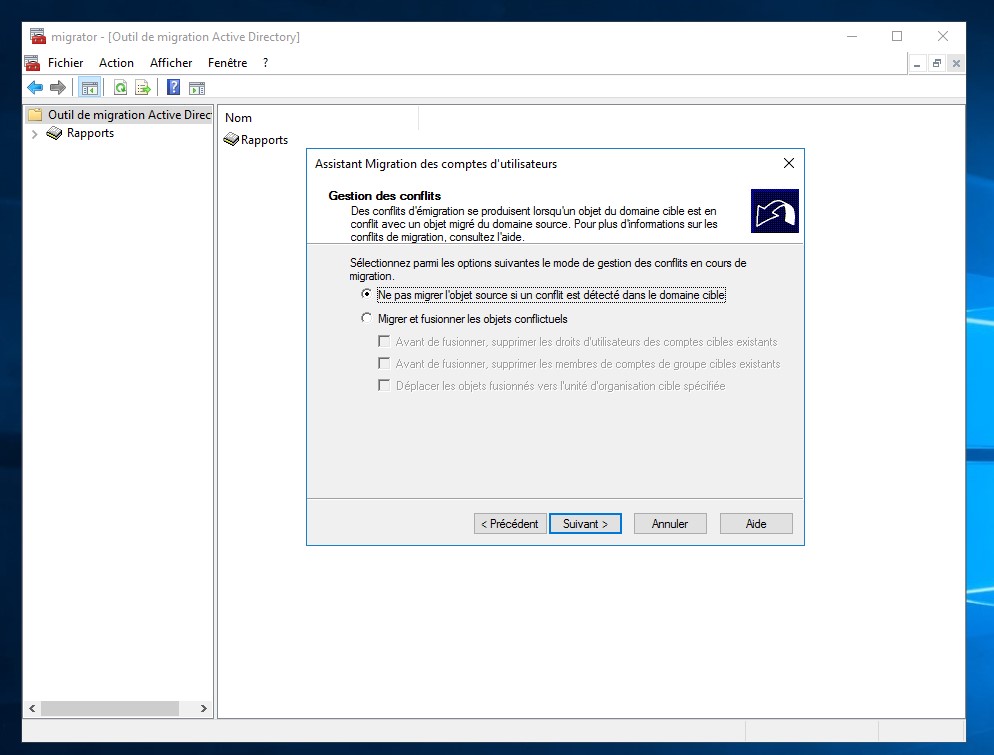 migrator - [Outil de migration Active Directory]
Fichier Action Afficher Fenêtre ?
Outil de migration Active Direc
Rapports
Nom
Rapports
Assistant Migration des comptes d'utilisateurs
Gestion des conflits
Des conflits d'émigration se produisent lorsqu'un objet du domaine cible est en
conflit avec un objet migré du domaine source. Pour plus d'informations sur les
conflits de migration, consultez l'aide.
Sélectionnez parmi les options suivantes le mode de gestion des conflits en cours de
migration.
Ne pas migrer l'objet source si un conflit est détecté dans le domaine cible
Migrer et fusionner les objets conflictuels
Avant de fusionner, supprimer les droits d'utilisateurs des comptes cibles existants
Avant de fusionner, supprimer les membres de comptes de groupe cibles existants
Déplacer les objets fusionnés vers l'unité d'organisation cible spécifiée
< Précédent Suivant > Annuler Aide